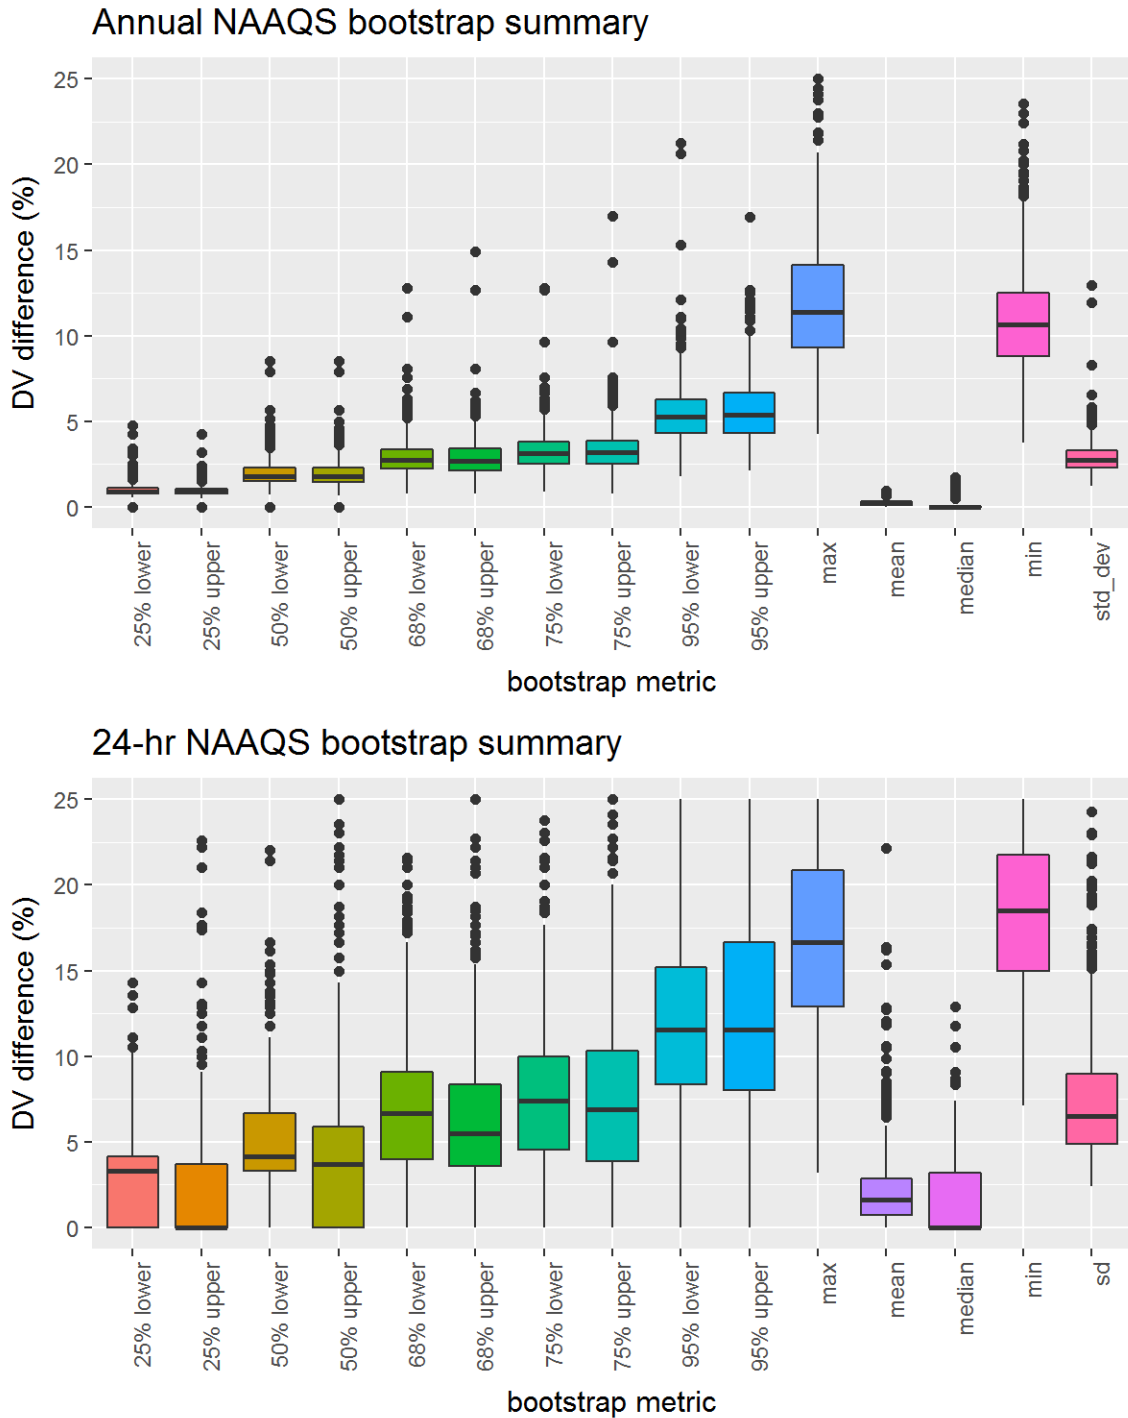 Annual NAAQS bootstrap summary
DV difference (%)
25
20
15
10
5
0
25% lower
25% upper
50% lower
50% upper
68% lower
68% upper
75% lower
75% upper
95% lower
95% upper
max
mean
median
min
std_dev
bootstrap metric
24-hr NAAQS bootstrap summary
DV difference (%)
25
20
15
10
5
0
25% lower
25% upper
50% lower
50% upper
68% lower
68% upper
75% lower
75% upper
95% lower
95% upper
max
mean
median
min
sd
bootstrap metric